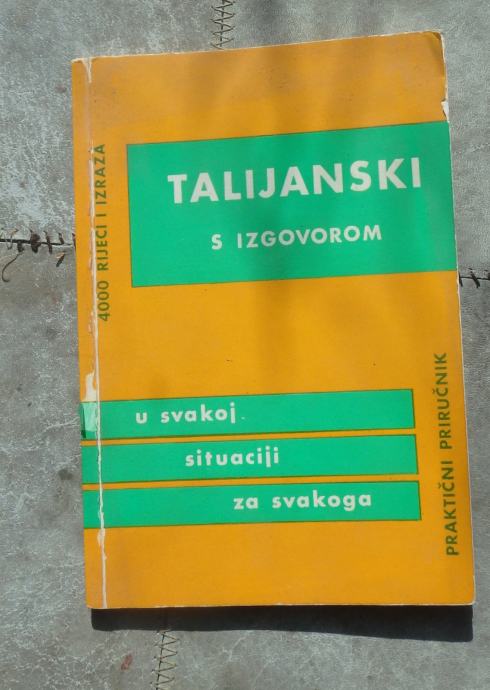 4000 RIJEČI I IZRAZA
TALIJANSKI
S IZGOVOROM
u svakoj
situaciji
za svakoga
PRAKTIČNI PRIRUČNIK